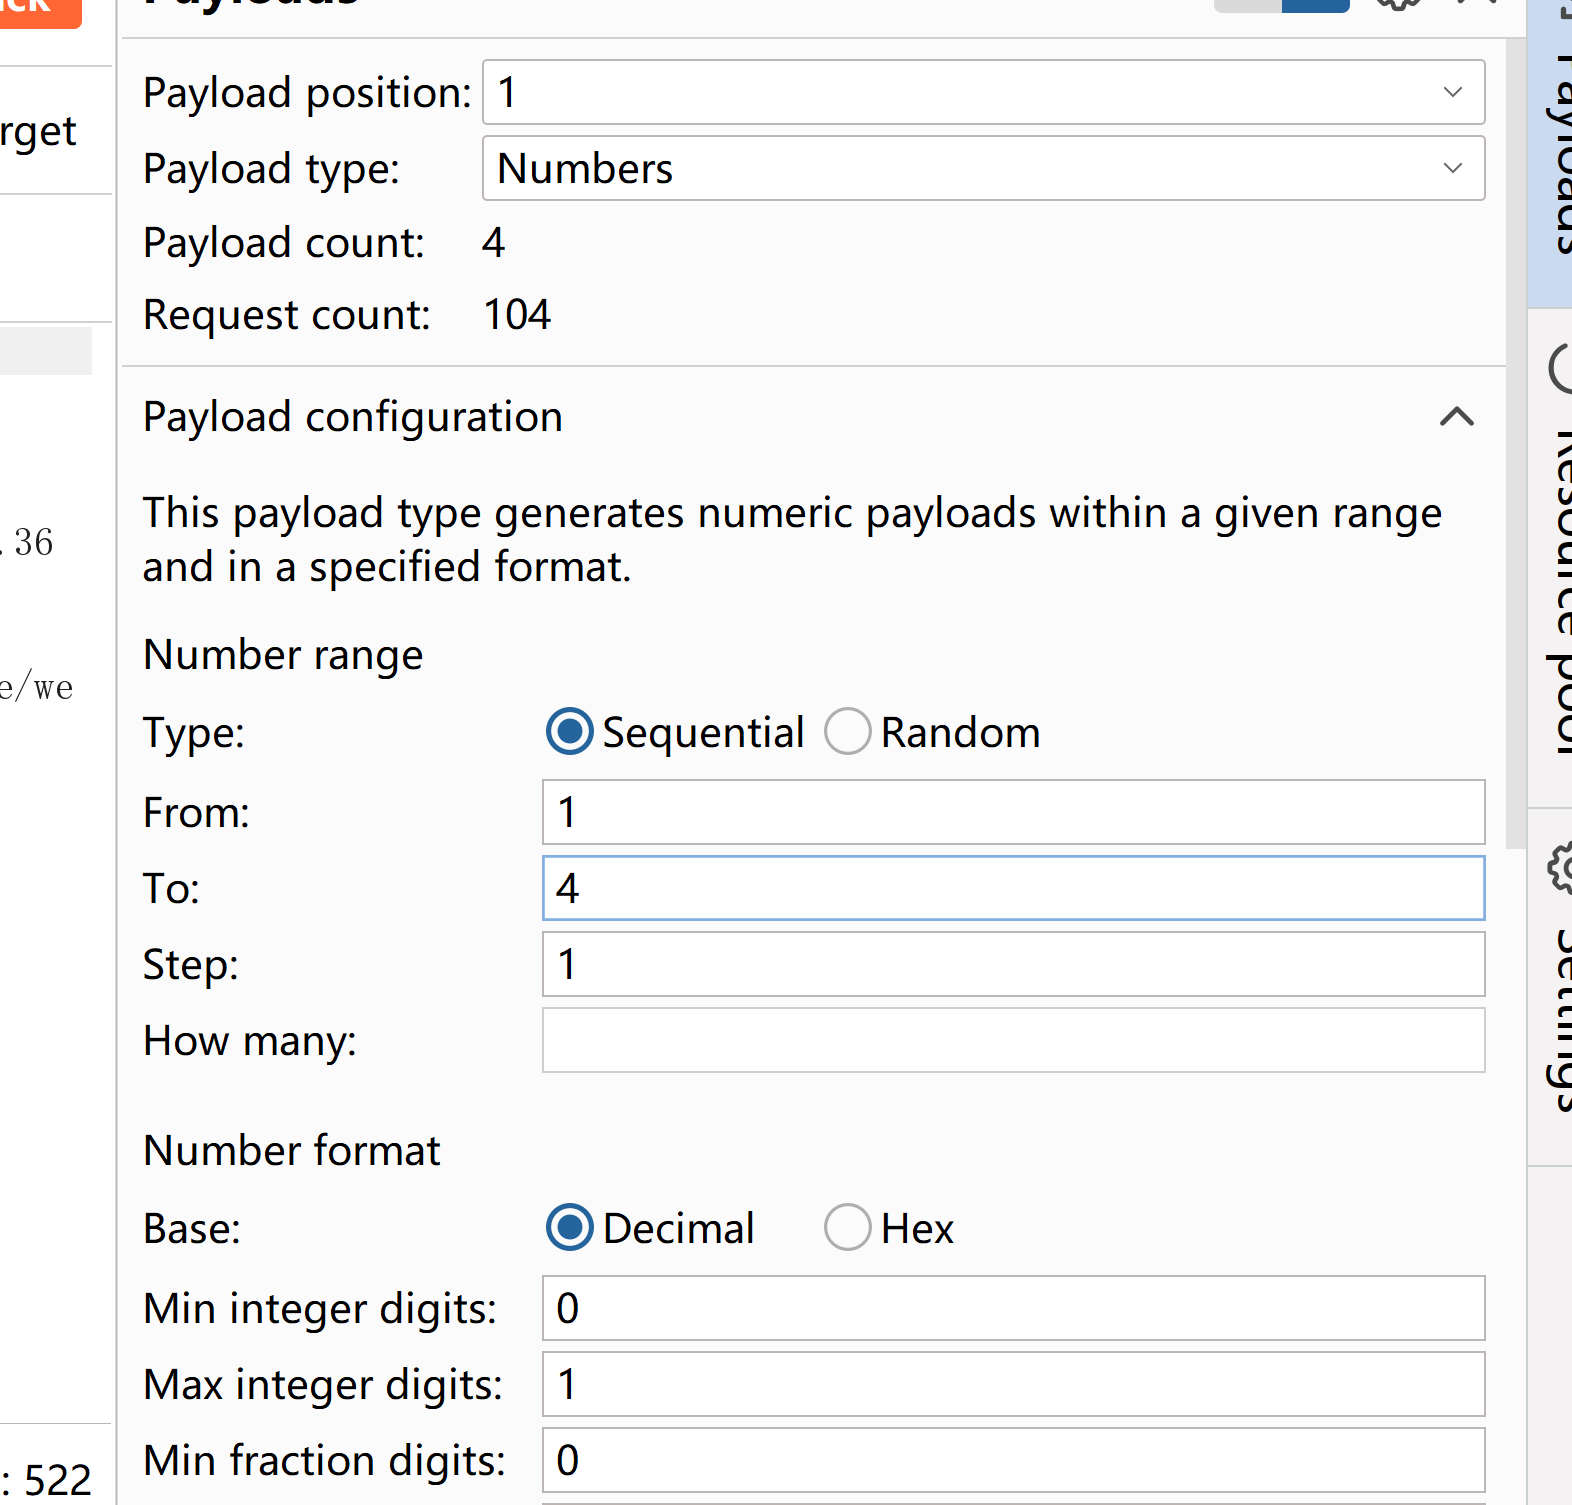 Payloads
Payload position: 1
rget
Payload type: Numbers
Payload count: 4
Request count: 104
Payload configuration
This payload type generates numeric payloads within a given range
and in a specified format.
.36
Number range
e/we
Type: Sequential Random
From: 1
To: 4
Step: 1
How many:
Number format
Base: Decimal Hex
Min integer digits: 0
Max integer digits: 1
Min fraction digits: 0
: 522
Payloads
Resource pool
Settings